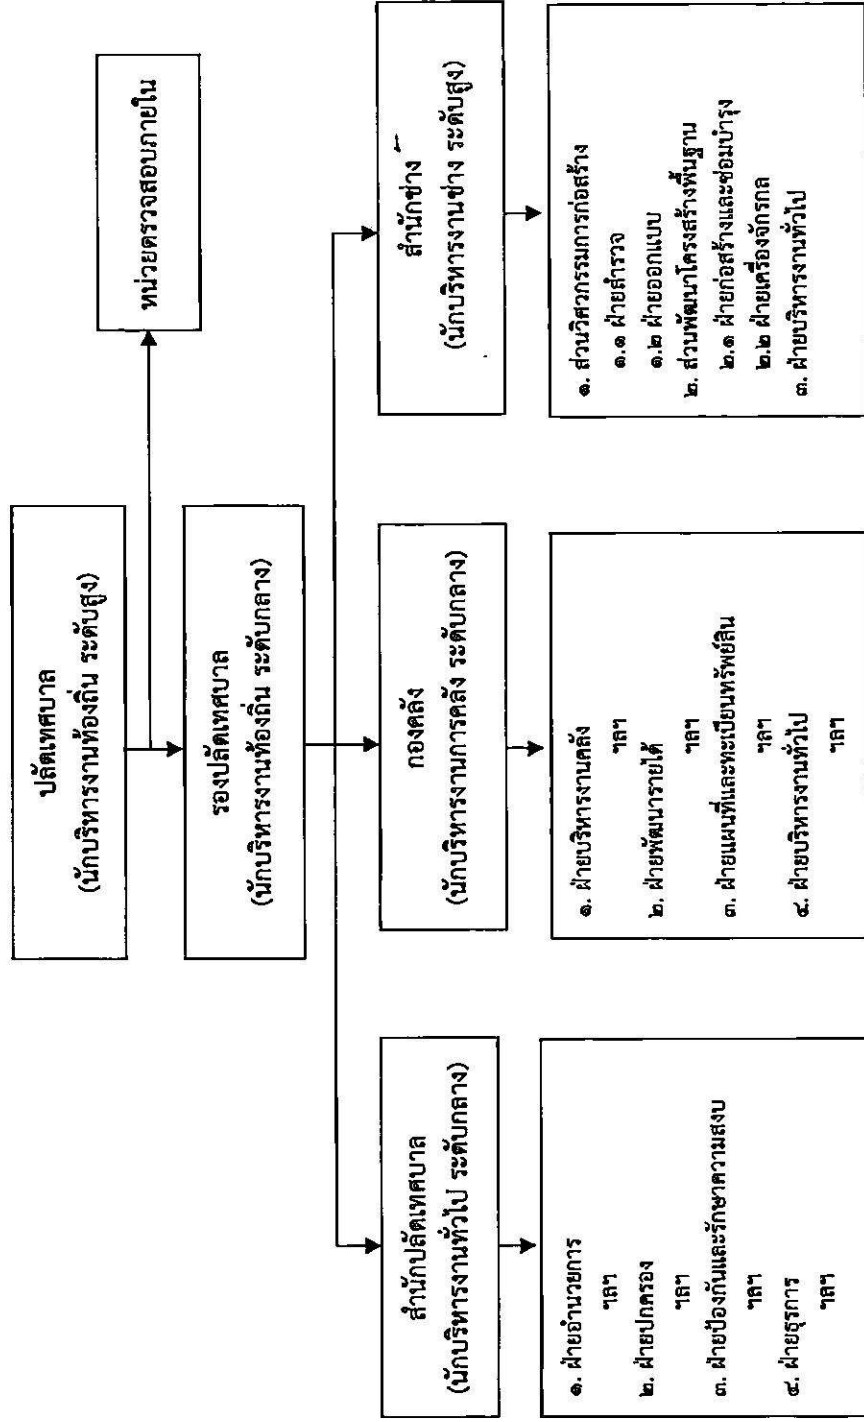 ปลัดเทศบาล
(นักบริหารงานท้องถิ่น ระดับสูง)
หน่วยตรวจสอบภายใน
รองปลัดเทศบาล
(นักบริหารงานท้องถิ่น ระดับกลาง)
สำนักปลัดเทศบาล
(นักบริหารงานทั่วไป ระดับกลาง)
๑. ฝ่ายอำนวยการ
ฯลฯ
๒. ฝ่ายปกครอง
ฯลฯ
๓. ฝ่ายป้องกันและรักษาความสงบ
ฯลฯ
๔. ฝ่ายธุรการ
ฯลฯ
กองคลัง
(นักบริหารงานการคลัง ระดับกลาง)
๑. ฝ่ายบริหารงานคลัง
ฯลฯ
๒. ฝ่ายพัฒนารายได้
ฯลฯ
๓. ฝ่ายแผนที่และทะเบียนทรัพย์สิน
ฯลฯ
๔. ฝ่ายบริหารงานทั่วไป
ฯลฯ
สำนักช่าง
(นักบริหารงานช่าง ระดับสูง)
๑. ส่วนวิศวกรรมการก่อสร้าง
๑.๑ ฝ่ายสำรวจ
๑.๒ ฝ่ายออกแบบ
๒. ส่วนพัฒนาโครงสร้างพื้นฐาน
๒.๑ ฝ่ายก่อสร้างและซ่อมบำรุง
๒.๒ ฝ่ายเครื่องจักรกล
๓. ฝ่ายบริหารงานทั่วไป